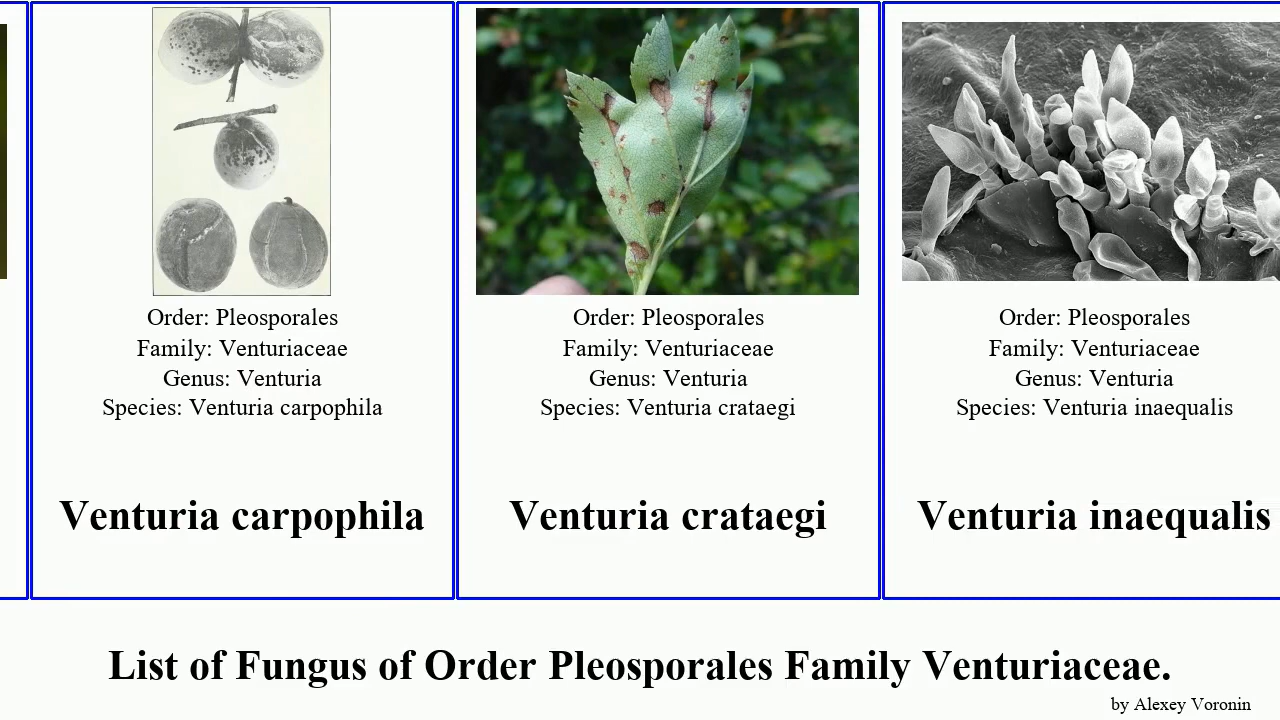 Order: Pleosporales
Family: Venturiaceae
Genus: Venturia
Species: Venturia carpophila
Venturia carpophila
Order: Pleosporales
Family: Venturiaceae
Genus: Venturia
Species: Venturia crataegi
Venturia crataegi
Order: Pleosporales
Family: Venturiaceae
Genus: Venturia
Species: Venturia inaequalis
Venturia inaequalis
List of Fungus of Order Pleosporales Family Venturiaceae.
by Alexey Voronin